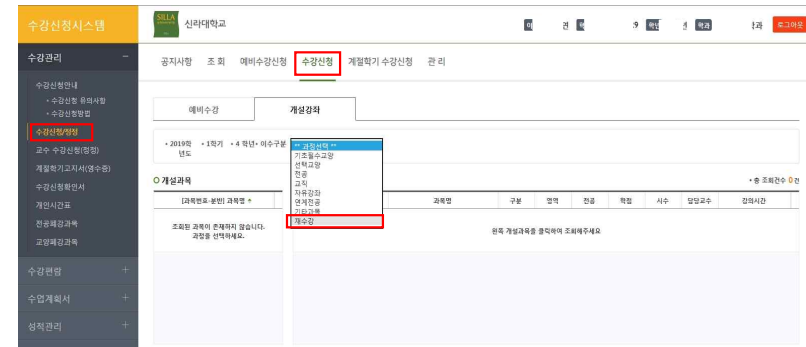 수강신청시스템
SILLA
신라대학교
로그아웃
수강관리
수강신청안내
• 수강신청 유의사항
• 수강신청방법
수강신청/정정
교수 수강신청(정정)
계절학기고지서(영수증)
수강신청확인서
개인시간표
전공폐강과목
교양폐강과목
수강편람
수업계획서
성적관리
공지사항 조 회 예비수강신청 수강신청 계절학기 수강신청 관 리
예비수강 개설강좌
• 2019학년도 • 1학기 • 4 학년 • 이수구분
** 과정선택 **
기초필수교양
선택교양
전공
교직
자유강좌
연계전공
기타과목
재수강
개설과목
• 총 조회건수 0건
[과목번호-분반] 과목명
과목명 구분 영역 전공 학점 시수 담당교수 강의시간
조회된 과목이 존재하지 않습니다.
과정을 선택하세요.
왼쪽 개설과목을 클릭하여 조회해주세요